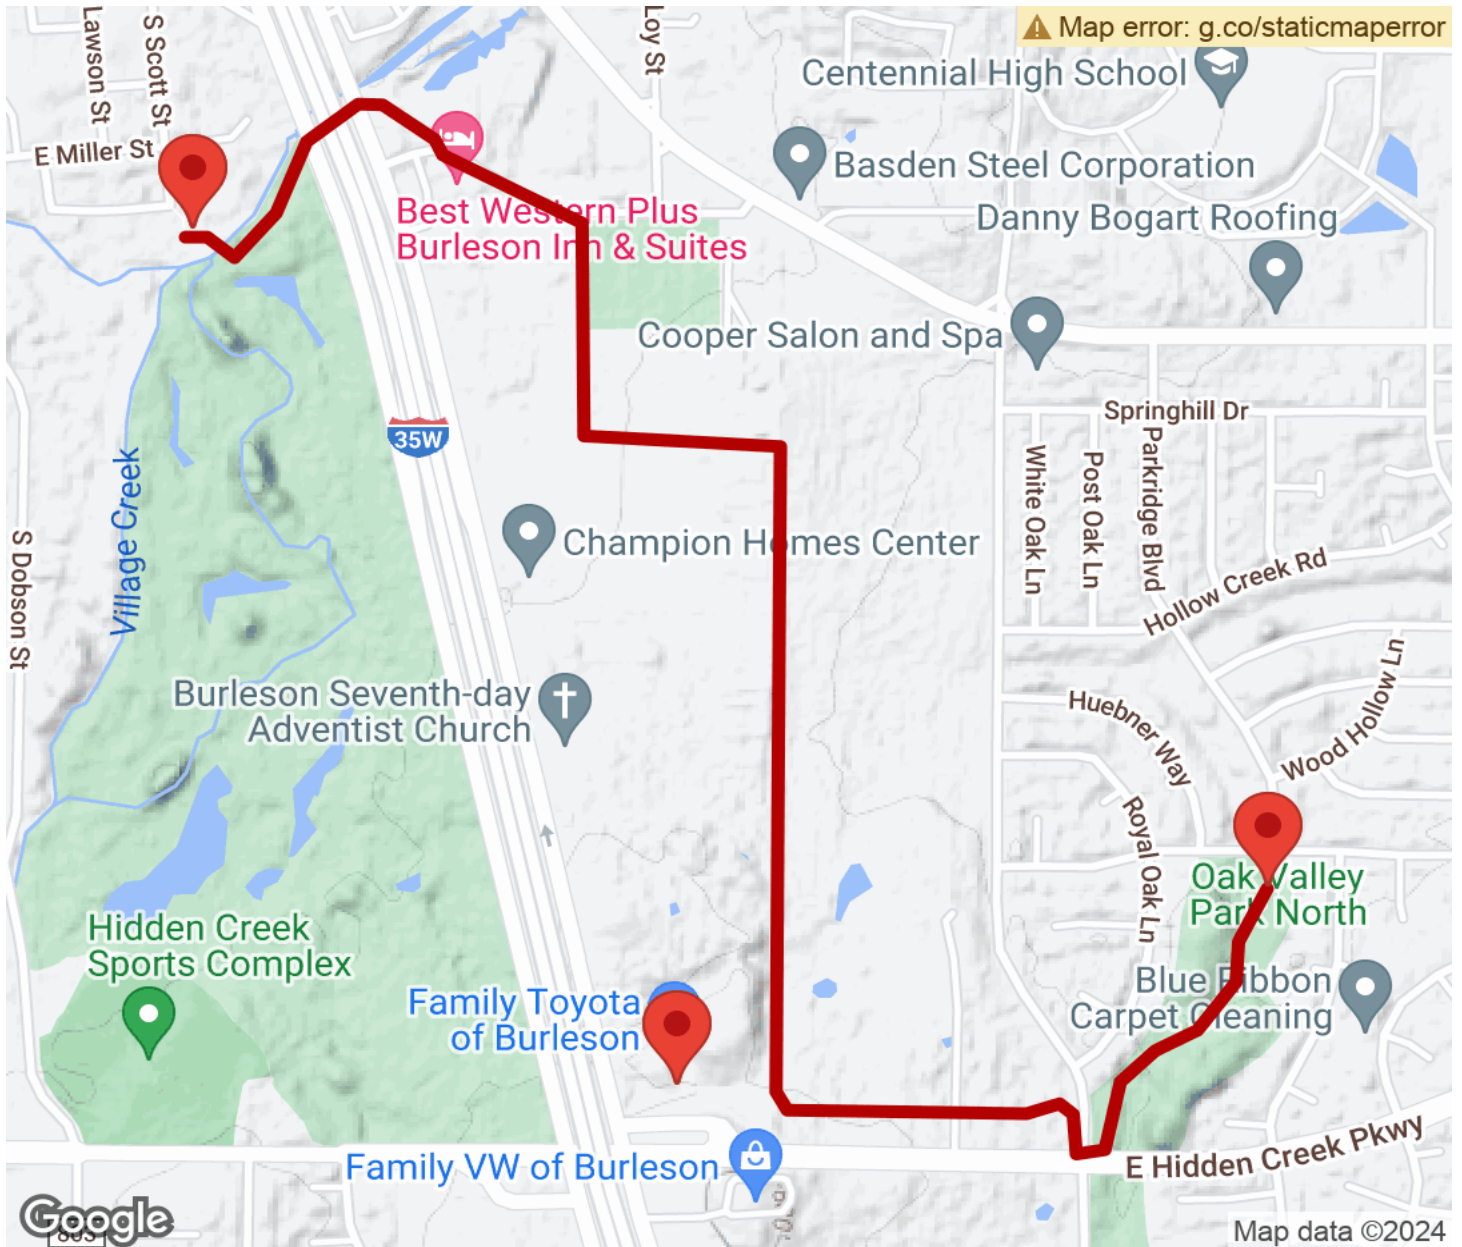 Map error: g.co/staticmaperror
Lawson St
S Scott St
Loy St
Centennial High School
E Miller St
Basden Steel Corporation
Best Western Plus
Burleson Inn & Suites
Danny Bogart Roofing
Cooper Salon and Spa
Springhill Dr
35W
White Oak Ln
Post Oak Ln
Parkridge Blvd
Village Creek
S Dobson St
Champion Homes Center
Hollow Creek Rd
Burleson Seventh-day
Adventist Church
Huebner Way
Wood Hollow Ln
Royal Oak Ln
Oak Valley
Park North
Hidden Creek
Sports Complex
Family Toyota
of Burleson
Blue Ribbon
Carpet Cleaning
Family VW of Burleson
E Hidden Creek Pkwy
Google
803
Map data ©2024